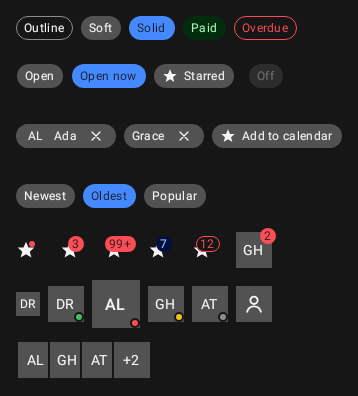 Outline Soft Solid Paid Overdue
Open Open now Starred Off
AL Ada Grace Add to calendar
Newest Oldest Popular
3 99+ 7 12 GH 2
DR DR AL GH AT
AL GH AT +2